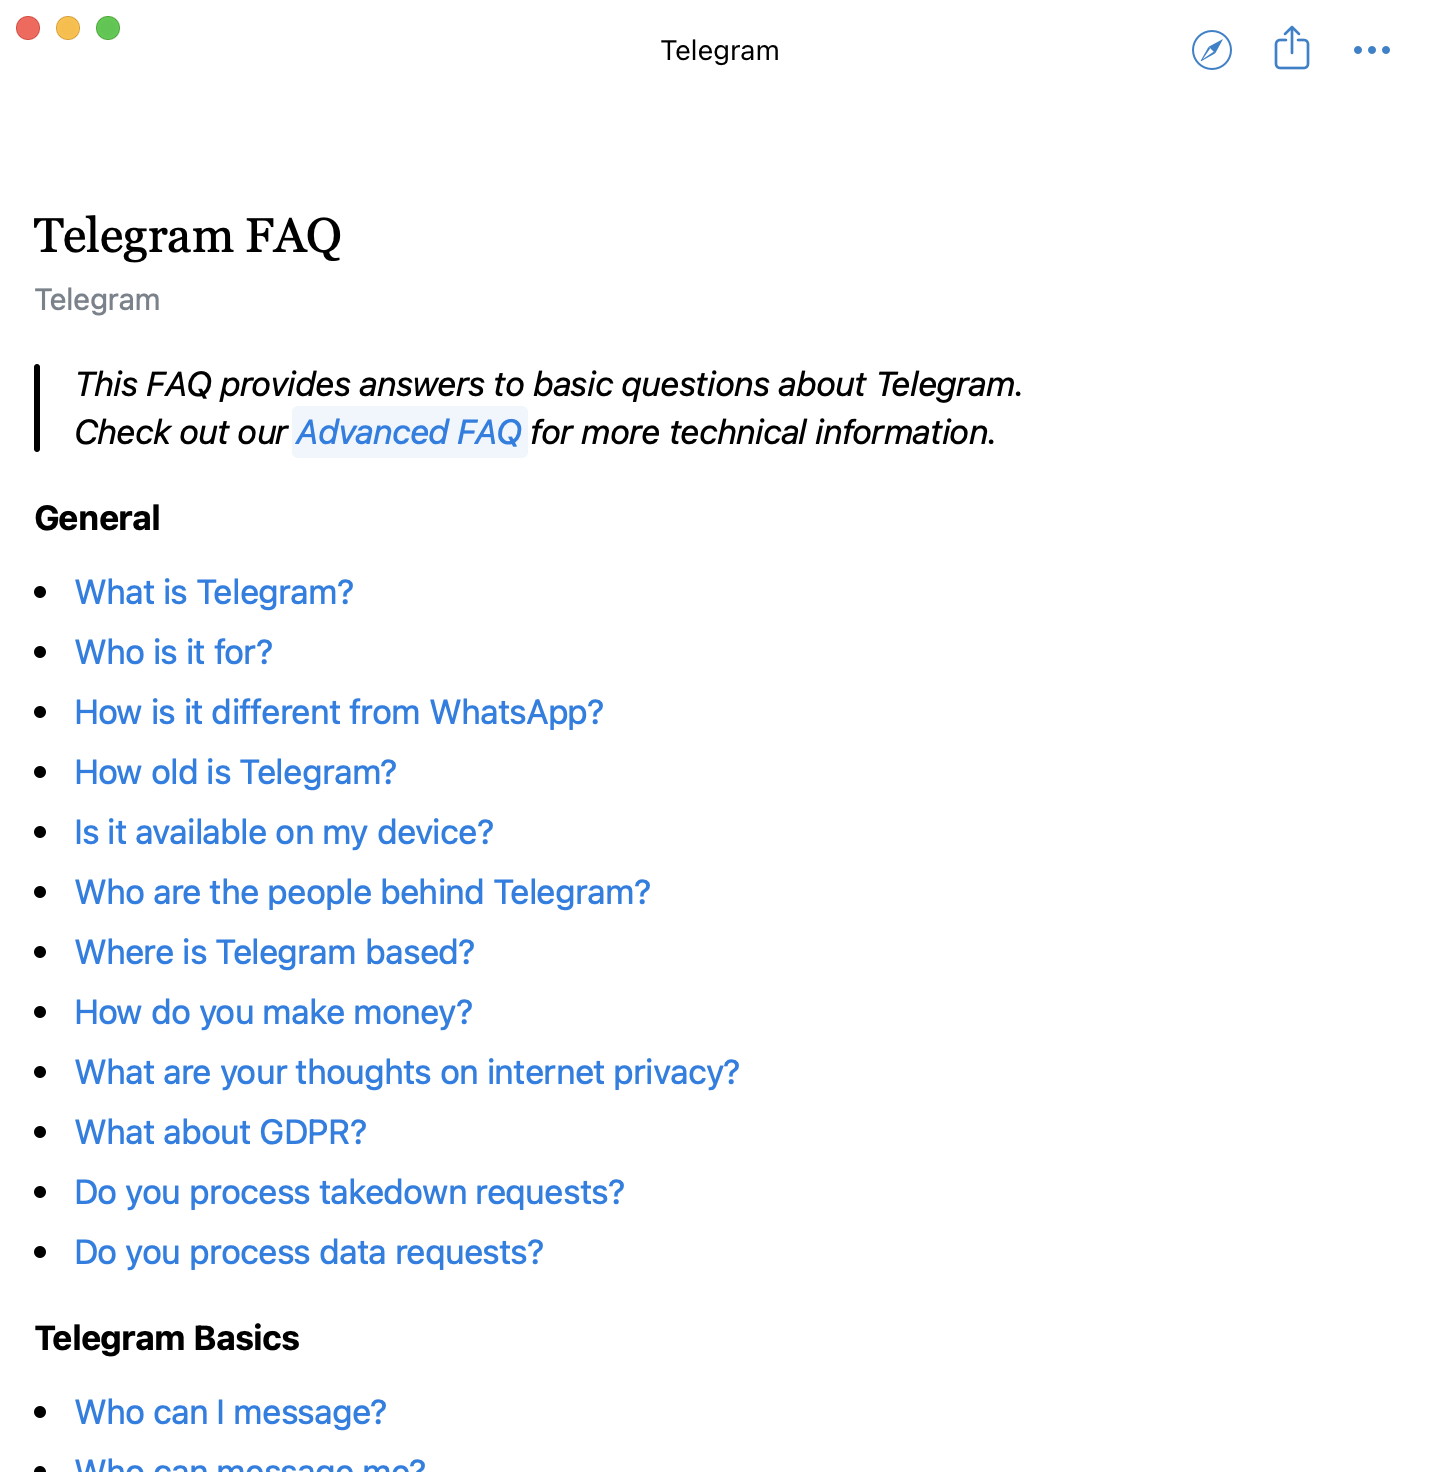 Telegram
Telegram FAQ
Telegram
This FAQ provides answers to basic questions about Telegram.
Check out our Advanced FAQ for more technical information.
General
What is Telegram?
Who is it for?
How is it different from WhatsApp?
How old is Telegram?
Is it available on my device?
Who are the people behind Telegram?
Where is Telegram based?
How do you make money?
What are your thoughts on internet privacy?
What about GDPR?
Do you process takedown requests?
Do you process data requests?
Telegram Basics
Who can I message?
Who can message me?